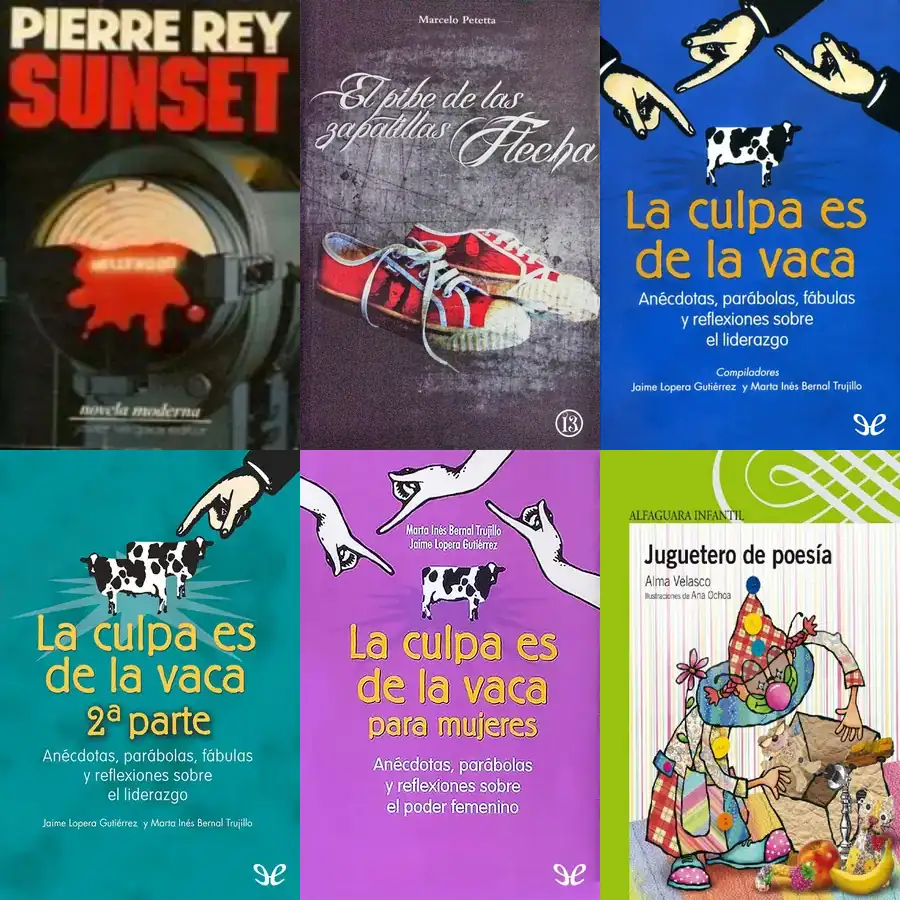 PIERRE REY
SUNSET
HOLLYWOOD
novela moderna
Marcelo Petetta
El pibe de las
zapatillas Flecha
13
La culpa es
de la vaca
Anécdotas, parábolas, fábulas
y reflexiones sobre
el liderazgo
Compiladores
Jaime Lopera Gutiérrez y Marta Inés Bernal Trujillo
La culpa es
de la vaca
2ª parte
Anécdotas, parábolas, fábulas
y reflexiones sobre
el liderazgo
Jaime Lopera Gutiérrez y Marta Inés Bernal Trujillo
Marta Inés Bernal Trujillo
Jaime Lopera Gutiérrez
La culpa es
de la vaca
para mujeres
Anécdotas, parábolas
y reflexiones sobre
el poder femenino
ALFAGUARA INFANTIL
Juguetero de poesía
Alma Velasco
Ilustraciones de Ana Ochoa